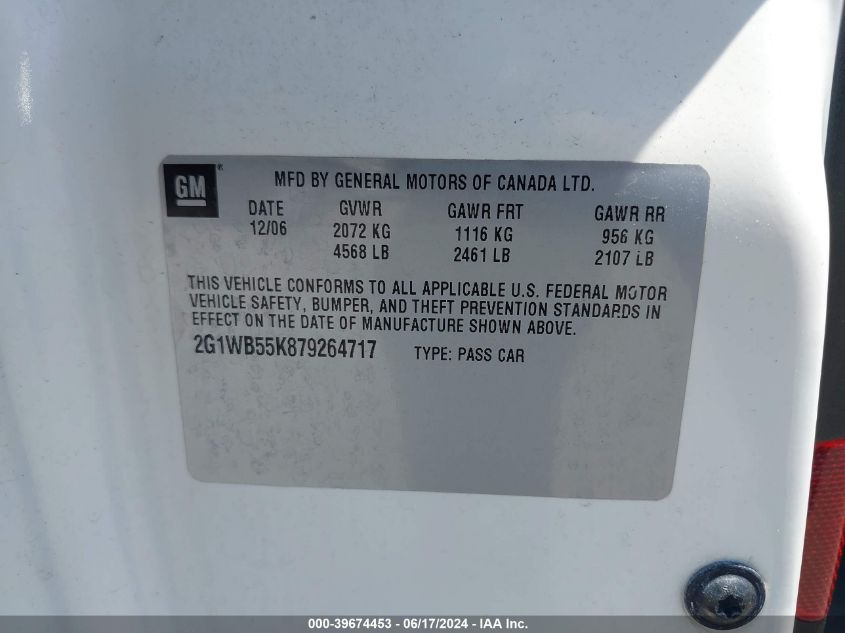 GM®
MFD BY GENERAL MOTORS OF CANADA LTD.
DATE GVWR GAWR FRT GAWR RR
12/06 2072 KG 1116 KG 956 KG
4568 LB 2461 LB 2107 LB
THIS VEHICLE CONFORMS TO ALL APPLICABLE U.S. FEDERAL MOTOR
VEHICLE SAFETY, BUMPER, AND THEFT PREVENTION STANDARDS IN
EFFECT ON THE DATE OF MANUFACTURE SHOWN ABOVE.
2G1WB55K879264717 TYPE: PASS CAR
000-39674453 - 06/17/2024 - IAA Inc.